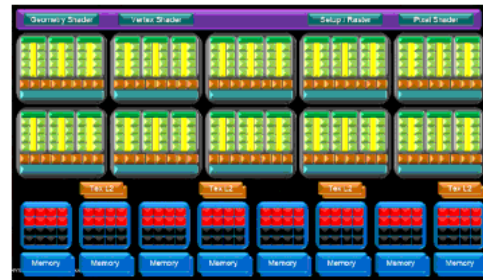 Geometry Shader Vertex Shader Setup / Raster Pixel Shader
Tex L2 Tex L2 Tex L2 Tex L2
Memory Memory Memory Memory Memory Memory Memory Memory